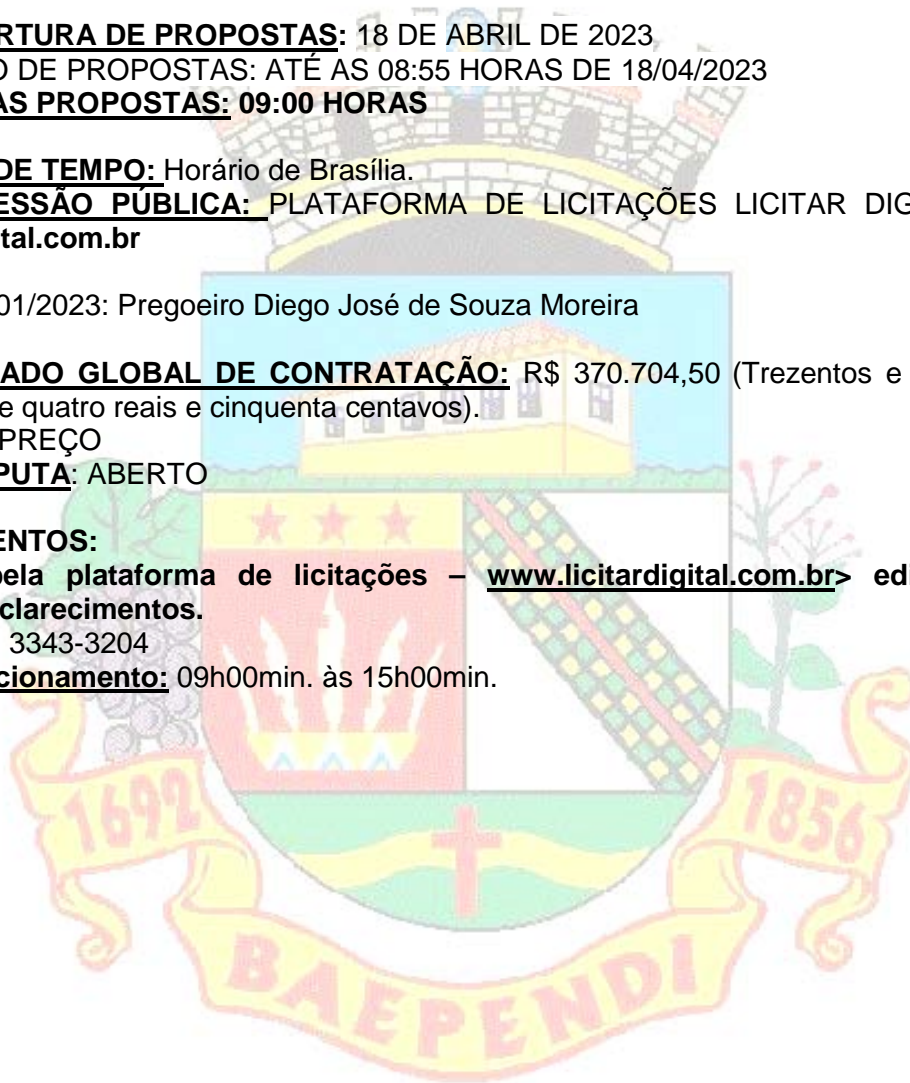 RTURA DE PROPOSTAS: 18 DE ABRIL DE 2023
O DE PROPOSTAS: ATÉ AS 08:55 HORAS DE 18/04/2023
AS PROPOSTAS: 09:00 HORAS
DE TEMPO: Horário de Brasília.
ESSÃO PÚBLICA: PLATAFORMA DE LICITAÇÕES LICITAR DIG
tal.com.br
01/2023: Pregoeiro Diego José de Souza Moreira
ADO GLOBAL DE CONTRATAÇÃO: R$ 370.704,50 (Trezentos e
e quatro reais e cinquenta centavos).
PREÇO
PUTA: ABERTO
ENTOS:
pela plataforma de licitações – www.licitardigital.com.br> edi
clarecimentos.
3343-3204
cionamento: 09h00min. às 15h00min.
1692
1856
BAEPENDI